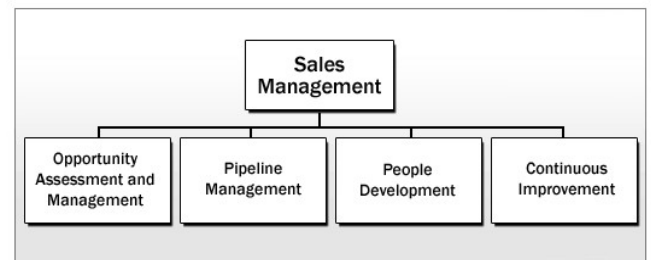 Sales
Management
Opportunity
Assessment and
Management
Pipeline
Management
People
Development
Continuous
Improvement